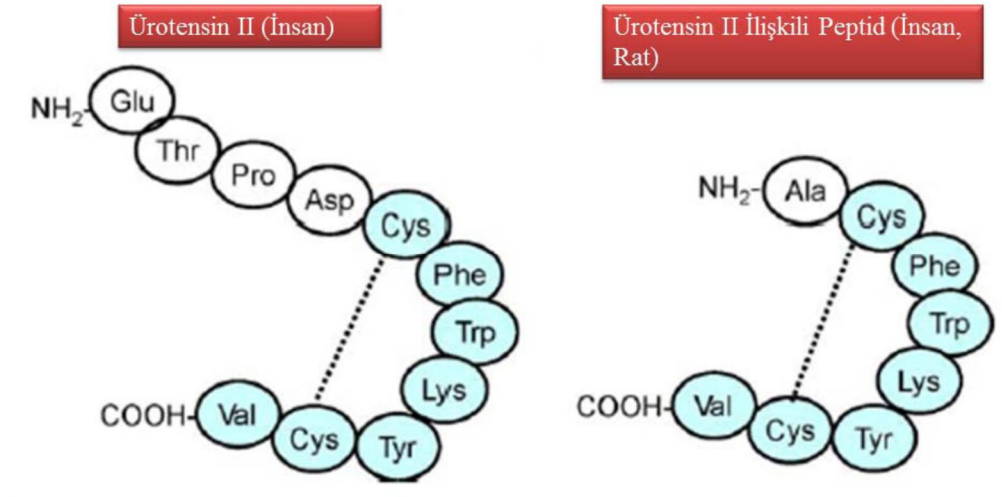 Ürotensin II (İnsan)
NH2-
Glu
Thr
Pro
Asp
Cys
Phe
Trp
Lys
Tyr
Cys
Val
COOH-
Ürotensin II İlişkili Peptid (İnsan,
Rat)
NH2-
Ala
Cys
Phe
Trp
Lys
Tyr
Cys
Val
COOH-